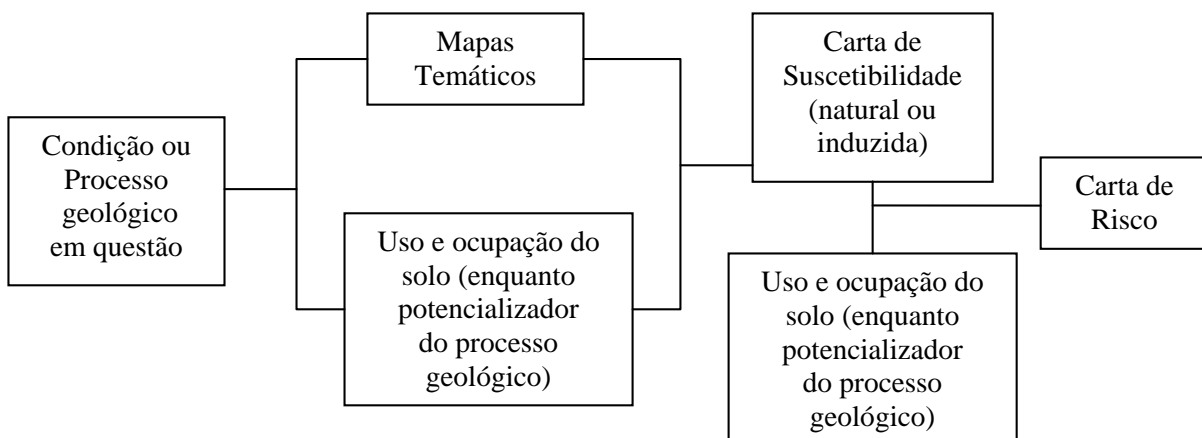 Condição ou
Processo
geológico
em questão
Mapas
Temáticos
Uso e ocupação do
solo (enquanto
potencializador
do processo
geológico)
Carta de
Suscetibilidade
(natural ou
induzida)
Uso e ocupação do
solo (enquanto
potencializador
do processo
geológico)
Carta de
Risco